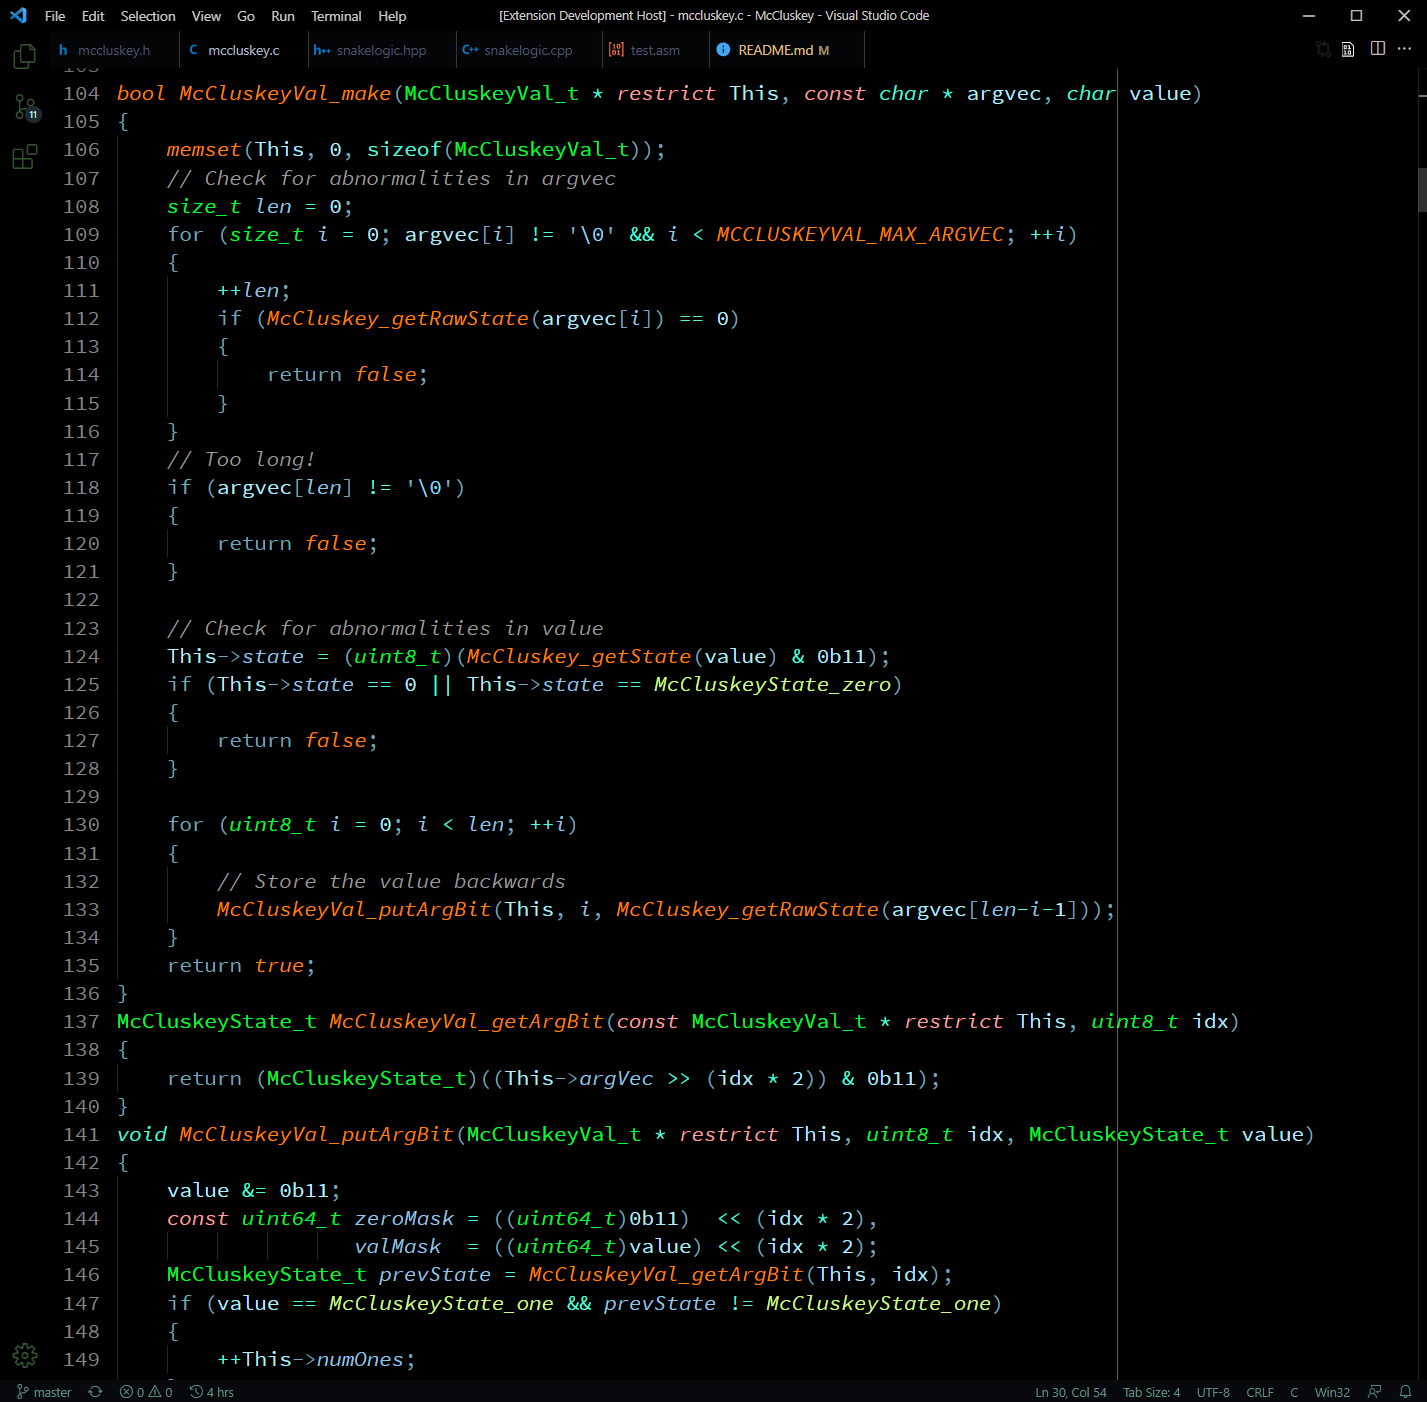 File Edit Selection View Go Run Terminal Help [Extension Development Host] - mccluskey.c - McCluskey - Visual Studio Code
h mccluskey.h C mccluskey.c h++ snakelogic.hpp C++ snakelogic.cpp test.asm README.md M
103
104 bool McCluskeyVal_make(McCluskeyVal_t * restrict This, const char * argvec, char value)
105 {
106     memset(This, 0, sizeof(McCluskeyVal_t));
107     // Check for abnormalities in argvec
108     size_t len = 0;
109     for (size_t i = 0; argvec[i] != '\0' && i < MCCLUSKEYVAL_MAX_ARGVEC; ++i)
110     {
111         ++len;
112         if (McCluskey_getRawState(argvec[i]) == 0)
113         {
114             return false;
115         }
116     }
117     // Too long!
118     if (argvec[len] != '\0')
119     {
120         return false;
121     }
122
123     // Check for abnormalities in value
124     This->state = (uint8_t)(McCluskey_getState(value) & 0b11);
125     if (This->state == 0 || This->state == McCluskeyState_zero)
126     {
127         return false;
128     }
129
130     for (uint8_t i = 0; i < len; ++i)
131     {
132         // Store the value backwards
133         McCluskeyVal_putArgBit(This, i, McCluskey_getRawState(argvec[len-i-1]));
134     }
135     return true;
136 }
137 McCluskeyState_t McCluskeyVal_getArgBit(const McCluskeyVal_t * restrict This, uint8_t idx)
138 {
139     return (McCluskeyState_t)((This->argVec >> (idx * 2)) & 0b11);
140 }
141 void McCluskeyVal_putArgBit(McCluskeyVal_t * restrict This, uint8_t idx, McCluskeyState_t value)
142 {
143     value &= 0b11;
144     const uint64_t zeroMask = ((uint64_t)0b11)  << (idx * 2),
145                    valMask  = ((uint64_t)value) << (idx * 2);
146     McCluskeyState_t prevState = McCluskeyVal_getArgBit(This, idx);
147     if (value == McCluskeyState_one && prevState != McCluskeyState_one)
148     {
149         ++This->numOnes;
11
master 0 0 4 hrs Ln 30, Col 54 Tab Size: 4 UTF-8 CRLF C Win32